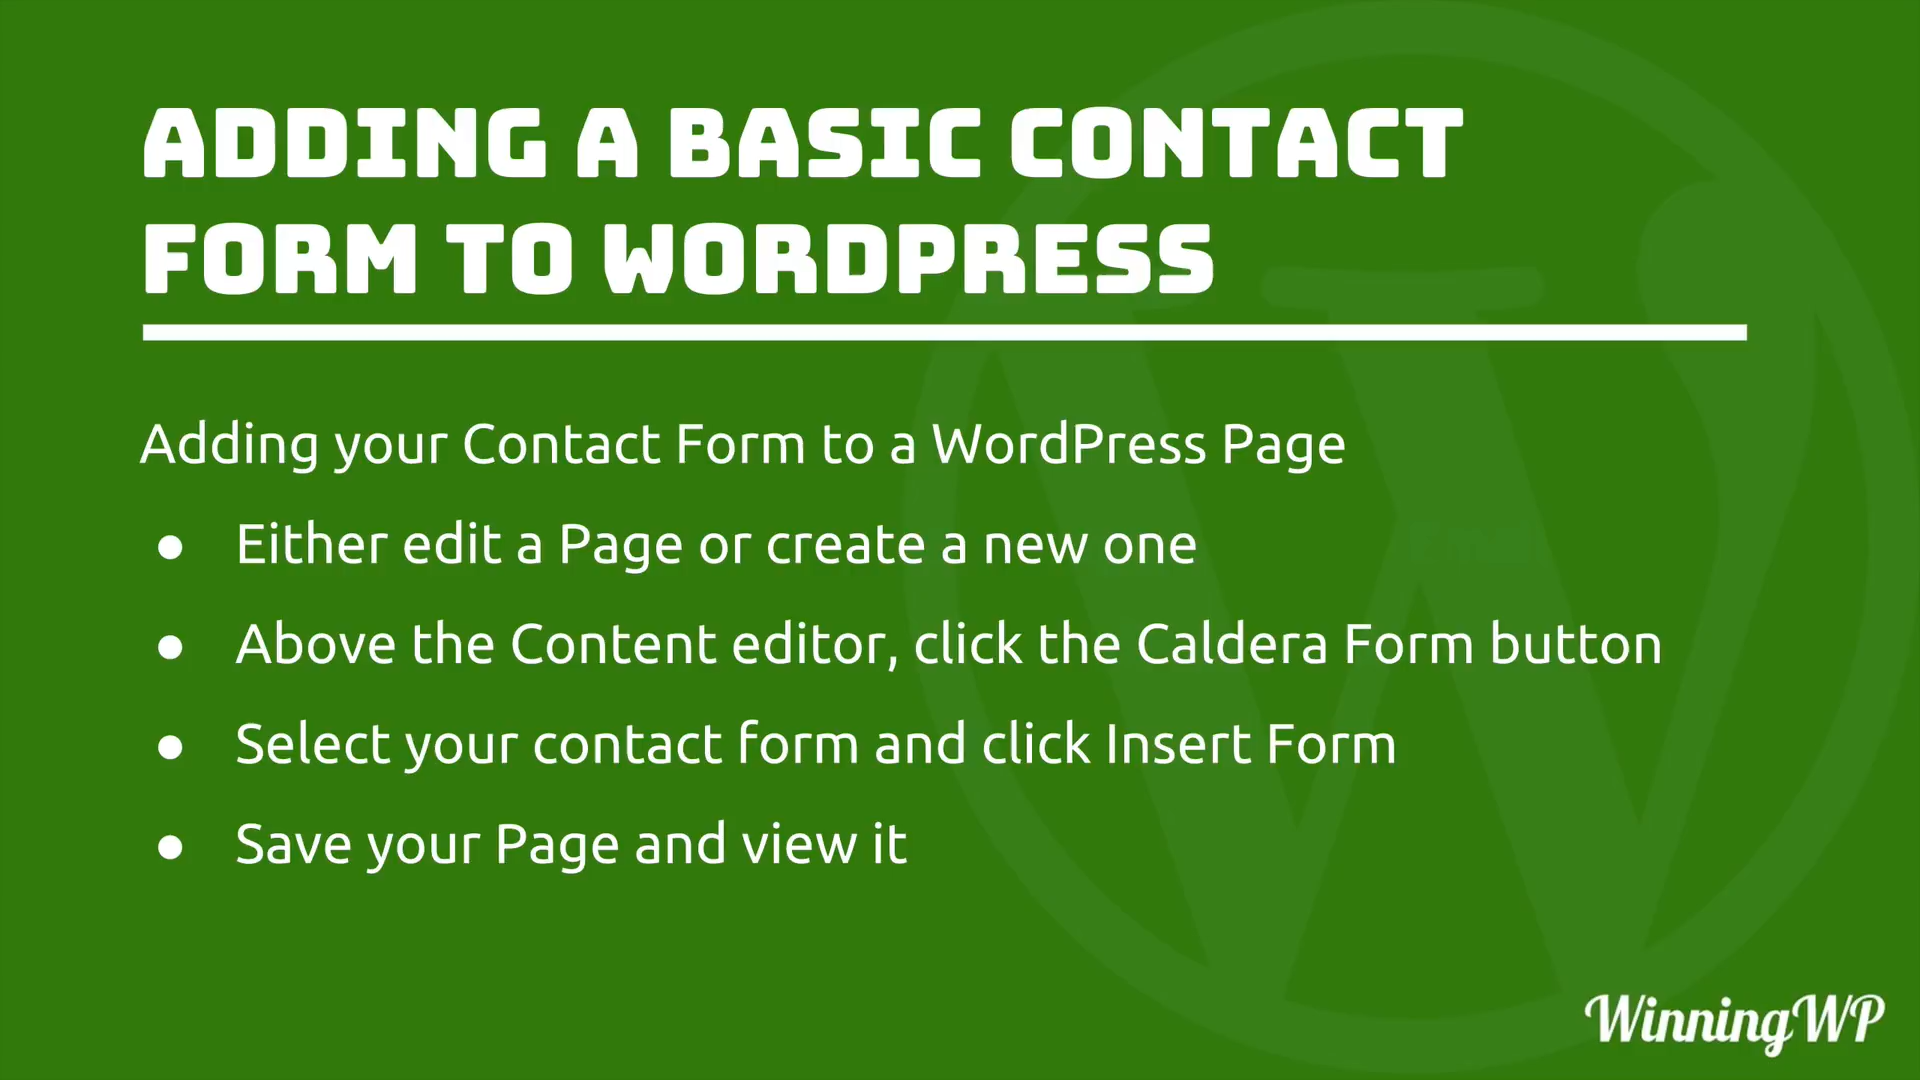 ADDING A BASIC CONTACT
FORM TO WORDPRESS
Adding your Contact Form to a WordPress Page
● Either edit a Page or create a new one
● Above the Content editor, click the Caldera Form button
● Select your contact form and click Insert Form
● Save your Page and view it
WinningWP